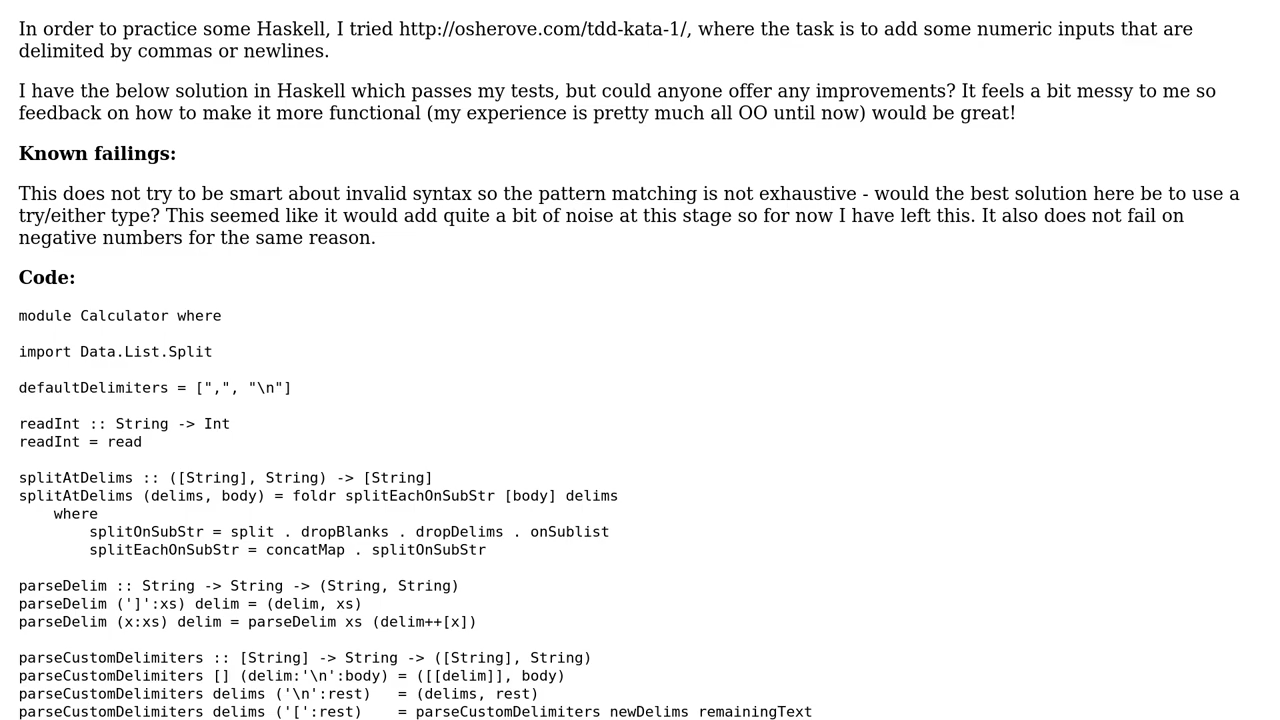 In order to practice some Haskell, I tried http://osherove.com/tdd-kata-1/, where the task is to add some numeric inputs that are
delimited by commas or newlines.
I have the below solution in Haskell which passes my tests, but could anyone offer any improvements? It feels a bit messy to me so
feedback on how to make it more functional (my experience is pretty much all OO until now) would be great!
Known failings:
This does not try to be smart about invalid syntax so the pattern matching is not exhaustive - would the best solution here be to use a
try/either type? This seemed like it would add quite a bit of noise at this stage so for now I have left this. It also does not fail on
negative numbers for the same reason.
Code:
module Calculator where
import Data.List.Split
defaultDelimiters = [",", "\n"]
readInt :: String -> Int
readInt = read
splitAtDelims :: ([String], String) -> [String]
splitAtDelims (delims, body) = foldr splitEachOnSubStr [body] delims
    where
        splitOnSubStr = split . dropBlanks . dropDelims . onSublist
        splitEachOnSubStr = concatMap . splitOnSubStr
parseDelim :: String -> String -> (String, String)
parseDelim (']':xs) delim = (delim, xs)
parseDelim (x:xs) delim = parseDelim xs (delim++[x])
parseCustomDelimiters :: [String] -> String -> ([String], String)
parseCustomDelimiters [] (delim:'\n':body) = ([[delim]], body)
parseCustomDelimiters delims ('\n':rest)   = (delims, rest)
parseCustomDelimiters delims ('[':rest)    = parseCustomDelimiters newDelims remainingText